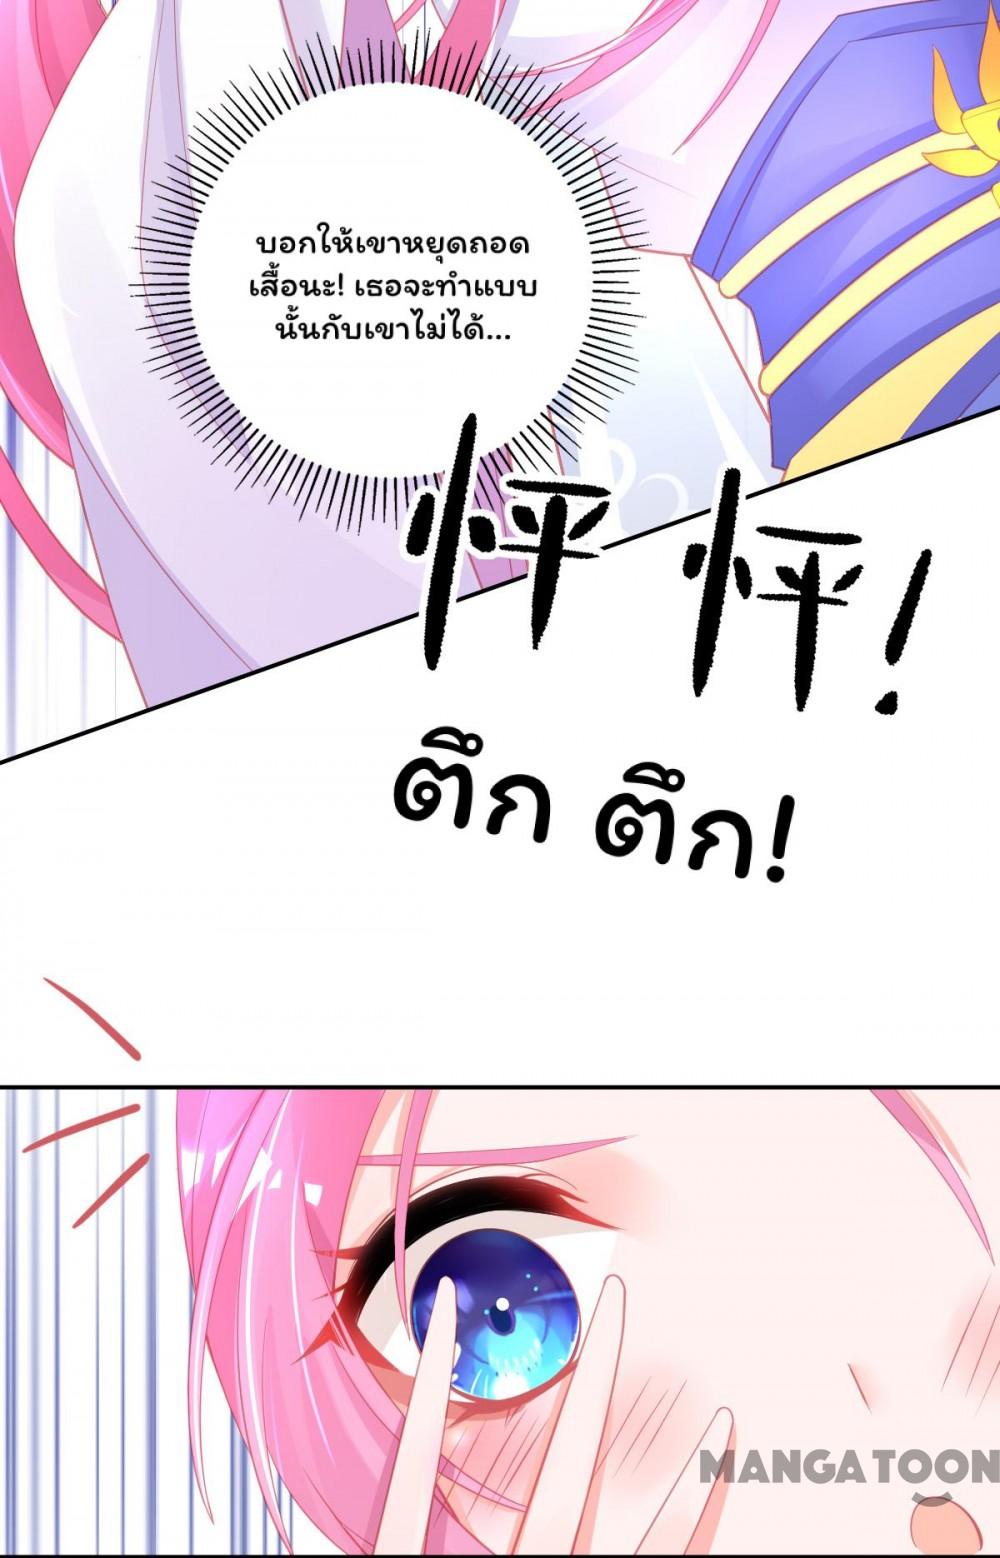 บอกให้เขาหยุดถอด
เสื้อนะ! เธอจะทำแบบ
นั้นกับเขาไม่ได้...
怦 怦!
ตึก ตึก!
MANGATOON